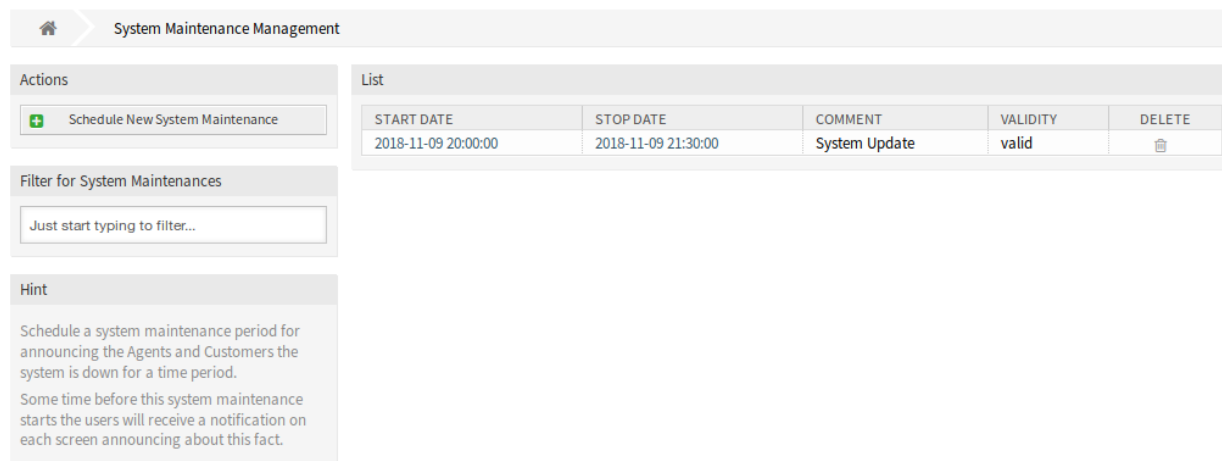 System Maintenance Management
Actions
Schedule New System Maintenance
Filter for System Maintenances
Just start typing to filter...
Hint
Schedule a system maintenance period for
announcing the Agents and Customers the
system is down for a time period.
Some time before this system maintenance
starts the users will receive a notification on
each screen announcing about this fact.
List
START DATE STOP DATE COMMENT VALIDITY DELETE
2018-11-09 20:00:00 2018-11-09 21:30:00 System Update valid